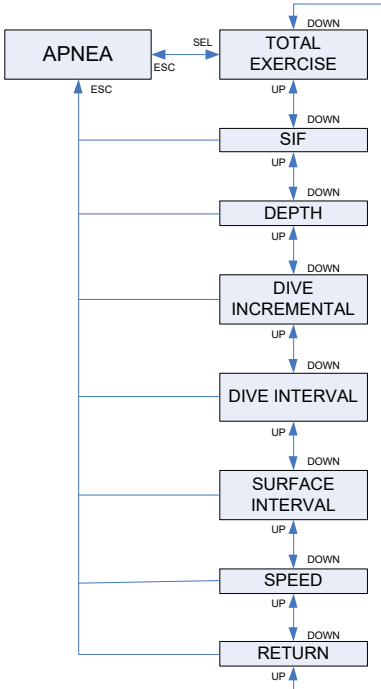 DOWN
APNEA
SEL
ESC
TOTAL
EXERCISE
ESC
UP
DOWN
SIF
UP
DOWN
DEPTH
UP
DOWN
DIVE
INCREMENTAL
UP
DOWN
DIVE INTERVAL
UP
DOWN
SURFACE
INTERVAL
UP
DOWN
SPEED
UP
DOWN
RETURN
UP